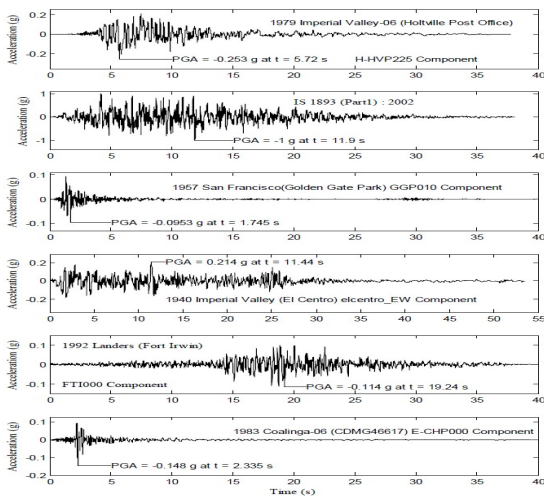 Acceleration (g)
0.2
0
-0.2
1979 Imperial Valley-06 (Holtville Post Office)
PGA = -0.253 g at t = 5.72 s
H-HVP225 Component
0 5 10 15 20 25 30 35 40
Acceleration (g)
1
0
-1
IS 1893 (Part1) : 2002
PGA = -1 g at t = 11.9 s
0 5 10 15 20 25 30 35 40
Acceleration (g)
0.1
0
-0.1
1957 San Francisco(Golden Gate Park) GGP010 Component
PGA = -0.0953 g at t = 1.745 s
0 5 10 15 20 25 30 35 40
Acceleration (g)
0.2
0
-0.2
PGA = 0.214 g at t = 11.44 s
1940 Imperial Valley (El Centro) elcentro_EW Component
0 5 10 15 20 25 30 35 40 45 50 55
Acceleration (g)
0.1
0
-0.1
1992 Landers (Fort Irwin)
FTI000 Component
PGA = -0.114 g at t = 19.24 s
0 5 10 15 20 25 30 35 40
Acceleration (g)
0.1
0
-0.1
-0.2
1983 Coalinga-06 (CDMG46617) E-CHP000 Component
PGA = -0.148 g at t = 2.335 s
0 5 10 15 20 25 30 35 40
Time (s)